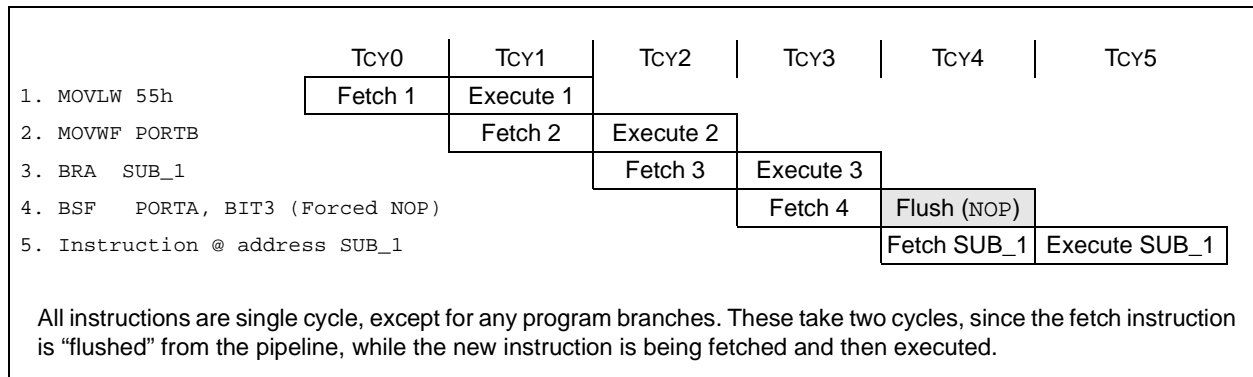 TCY0 TCY1 TCY2 TCY3 TCY4 TCY5
1. MOVLW 55h Fetch 1 Execute 1
2. MOVWF PORTB Fetch 2 Execute 2
3. BRA SUB_1 Fetch 3 Execute 3
4. BSF PORTA, BIT3 (Forced NOP) Fetch 4 Flush (NOP)
5. Instruction @ address SUB_1 Fetch SUB_1 Execute SUB_1
All instructions are single cycle, except for any program branches. These take two cycles, since the fetch instruction
is “flushed” from the pipeline, while the new instruction is being fetched and then executed.